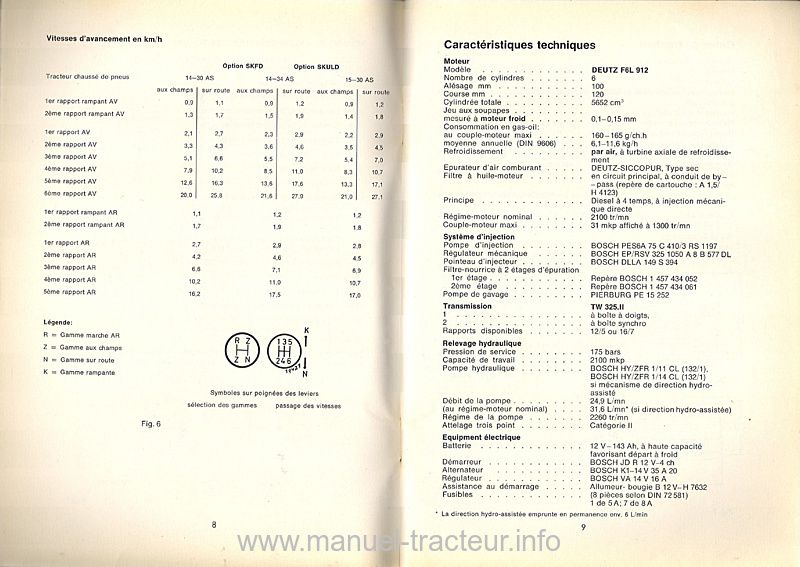 Vitesses d'avancement en km/h
Option SKFD Option SKULD
Tracteur chaussé de pneus 14–30 AS 14–34 AS 15–30 AS
aux champs sur route aux champs sur route aux champs sur route
1er rapport rampant AV 0,9 1,1 0,9 1,2 0,9 1,2
2ème rapport rampant AV 1,3 1,7 1,5 1,9 1,4 1,8
1er rapport AV 2,1 2,7 2,3 2,9 2,2 2,9
2ème rapport AV 3,3 4,3 3,6 4,6 3,5 4,5
3ème rapport AV 5,1 6,6 5,5 7,2 5,4 7,0
4ème rapport AV 7,9 10,2 8,5 11,0 8,3 10,7
5ème rapport AV 12,6 16,3 13,6 17,6 13,3 17,1
6ème rapport AV 20,0 25,8 21,6 27,9 21,0 27,1
1er rapport rampant AR 1,1 1,2 1,2
2ème rapport rampant AR 1,7 1,9 1,8
1er rapport AR 2,7 2,9 2,8
2ème rapport AR 4,2 4,6 4,5
3ème rapport AR 6,6 7,1 6,9
4ème rapport AR 10,2 11,0 10,7
5ème rapport AR 16,2 17,5 17,0
Légende:
R = Gamme marche AR
Z = Gamme aux champs
N = Gamme sur route
K = Gamme rampante
K
R Z
Z N
1 3 5
2 4 6
N
Symboles sur poignées des leviers
sélection des gammes passage des vitesses
Fig. 6
8
Caractéristiques techniques
Moteur
Modèle . . . . . . . . . . . . . DEUTZ F6L 912
Nombre de cylindres . . . . . . . 6
Alésage mm . . . . . . . . . . 100
Course mm . . . . . . . . . . . 120
Cylindrée totale . . . . . . . . . 5652 cm³
Jeu aux soupapes . . . . . . . .
mesuré à moteur froid . . . . . . 0,1–0,15 mm
Consommation en gas-oil:
au couple-moteur maxi . . . . . . 160–165 g/ch.h
moyenne annuelle (DIN 9606) . . . 6,1–11,6 kg/h
Refroidissement . . . . . . . . . par air, à turbine axiale de refroidisse-
ment
Epurateur d'air comburant . . . . . DEUTZ-SICCOPUR, Type sec
Filtre à huile-moteur . . . . . . . en circuit principal, à conduit de by–
–pass (repère de cartouche : A 1,5/
H 4123)
Principe . . . . . . . . . . . . Diesel à 4 temps, à injection mécani-
que directe
Régime-moteur nominal . . . . . . 2100 tr/mn
Couple-moteur maxi . . . . . . . 31 mkp affiché à 1300 tr/mn
Système d'injection
Pompe d'injection . . . . . . . . BOSCH PES6A 75 C 410/3 RS 1197
Régulateur mécanique . . . . . . BOSCH EP/RSV 325 1050 A 8 B 577 DL
Pointeau d'injecteur . . . . . . . . BOSCH DLLA 149 S 394
Filtre-nourrice à 2 étages d'épuration
1er étage . . . . . . . . . . . Repère BOSCH 1 457 434 052
2ème étage . . . . . . . . . . Repère BOSCH 1 457 434 061
Pompe de gavage . . . . . . . . PIERBURG PE 15 252
Transmission TW 325.II
1 . . . . . . . . . . . . . . . à boîte à doigts,
2 . . . . . . . . . . . . . . . à boîte synchro
Rapports disponibles . . . . . . . 12/5 ou 16/7
Relevage hydraulique
Pression de service . . . . . . . . 175 bars
Capacité de travail . . . . . . . . 2100 mkp
Pompe hydraulique . . . . . . . . BOSCH HY/ZFR 1/11 CL (132/1),
BOSCH HY/ZFR 1/14 CL (132/1)
si mécanisme de direction hydro-
assisté
Débit de la pompe . . . . . . . . 24,9 L/mn
(au régime-moteur nominal) . . . . 31,6 L/mn* (si direction hydro-assistée)
Régime de la pompe . . . . . . . 2260 tr/mn
Attelage trois point . . . . . . . . Catégorie II
Equipement électrique
Batterie . . . . . . . . . . . . 12 V–143 Ah, à haute capacité
favorisant départ à froid
Démarreur . . . . . . . . . . . BOSCH JD R 12 V–4 ch
Alternateur . . . . . . . . . . . BOSCH K1–14 V 35 A 20
Régulateur . . . . . . . . . . . BOSCH VA 14 V 16 A
Assistance au démarrage . . . . . Allumeur- bougie B 12 V–H 7632
Fusibles . . . . . . . . . . . . (8 pièces selon DIN 72 581)
1 de 5 A; 7 de 8 A
* La direction hydro-assistée emprunte en permanence env. 6 L/min
9
www.manuel-tracteur.info